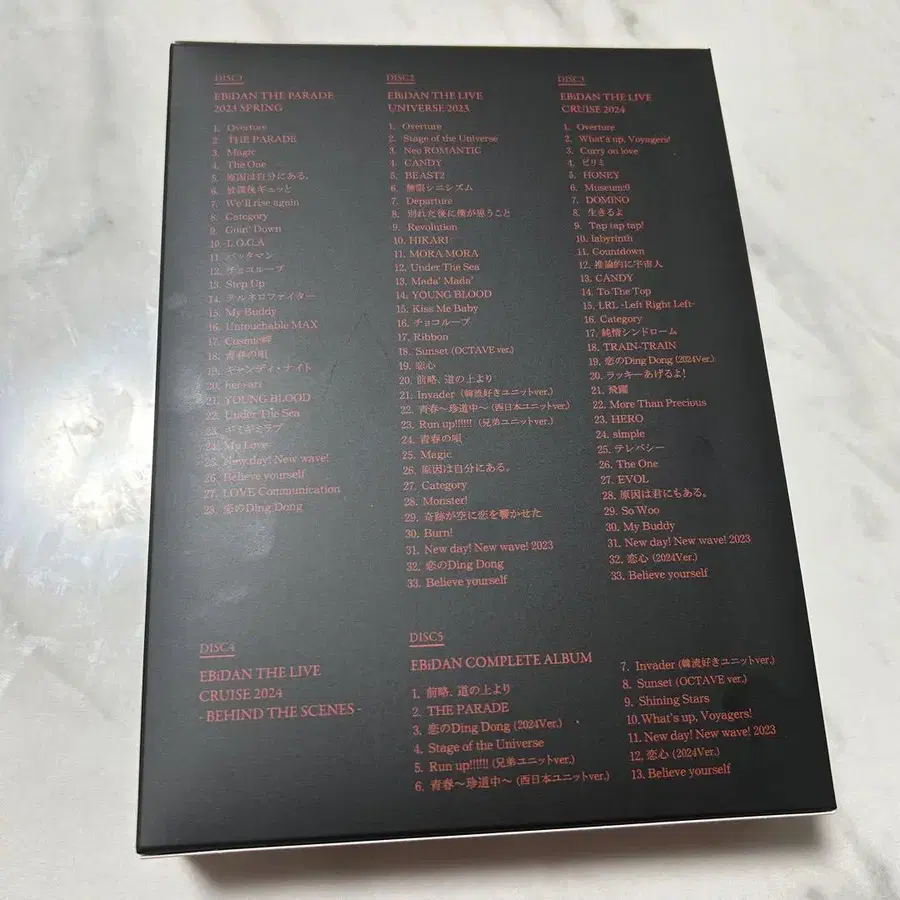 DISC1
EBiDAN THE PARADE
2023 SPRING
1. Overture
2. THE PARADE
3. Magic
4. The One
5. 原因は自分にある。
6. 放課後ギュッと
7. We'll rise again
8. Category
9. Goin' Down
10. L.O.C.A
11. バッタマン
12. チョコループ
13. Step Up
14. テルネロファイター
15. My Buddy
16. Untouchable MAX
17. Cosmic眸
18. 青春の唄
19. ギャンディ・ナイト
20. her+art
21. YOUNG BLOOD
22. Under The Sea
23. ギミギミラブ
24. My Love
25. New day! New wave!
26. Believe yourself
27. LOVE Communication
28. 恋のDing Dong
DISC2
EBiDAN THE LIVE
UNIVERSE 2023
1. Overture
2. Stage of the Universe
3. Neo ROMANTIC
4. CANDY
5. BEAST2
6. 無限シニシズム
7. Departure
8. 別れた後に僕が思うこと
9. Revolution
10. HIKARI
11. MORA MORA
12. Under The Sea
13. Mada' Mada'
14. YOUNG BLOOD
15. Kiss Me Baby
16. チョコループ
17. Ribbon
18. Sunset (OCTAVE ver.)
19. 恋心
20. 前略、道の上より
21. Invader (韓流好きユニットver.)
22. 青春〜珍道中〜 (西日本ユニットver.)
23. Run up!!!!!! (兄弟ユニットver.)
24. 青春の唄
25. Magic
26. 原因は自分にある。
27. Category
28. Monster!
29. 奇跡が空に恋を響かせた
30. Burn!
31. New day! New wave! 2023
32. 恋のDing Dong
33. Believe yourself
DISC3
EBiDAN THE LIVE
CRUISE 2024
1. Overture
2. What's up, Voyagers!
3. Curry on love
4. ビリミ
5. HONEY
6. Museum:0
7. DOMINO
8. 生きるよ
9. Tap tap tap!
10. labyrinth
11. Countdown
12. 推論的に宇宙人
13. CANDY
14. To The Top
15. LRL -Left Right Left-
16. Category
17. 純情シンドローム
18. TRAIN-TRAIN
19. 恋のDing Dong (2024Ver.)
20. ラッキーあげるよ!
21. 飛躍
22. More Than Precious
23. HERO
24. simple
25. テレパシー
26. The One
27. EVOL
28. 原因は君にもある。
29. So Woo
30. My Buddy
31. New day! New wave! 2023
32. 恋心 (2024Ver.)
33. Believe yourself
DISC4
EBiDAN THE LIVE
CRUISE 2024
- BEHIND THE SCENES -
DISC5
EBiDAN COMPLETE ALBUM
1. 前略、道の上より
2. THE PARADE
3. 恋のDing Dong (2024Ver.)
4. Stage of the Universe
5. Run up!!!!!! (兄弟ユニットver.)
6. 青春〜珍道中〜 (西日本ユニットver.)
7. Invader (韓流好きユニットver.)
8. Sunset (OCTAVE ver.)
9. Shining Stars
10. What's up, Voyagers!
11. New day! New wave! 2023
12. 恋心 (2024Ver.)
13. Believe yourself